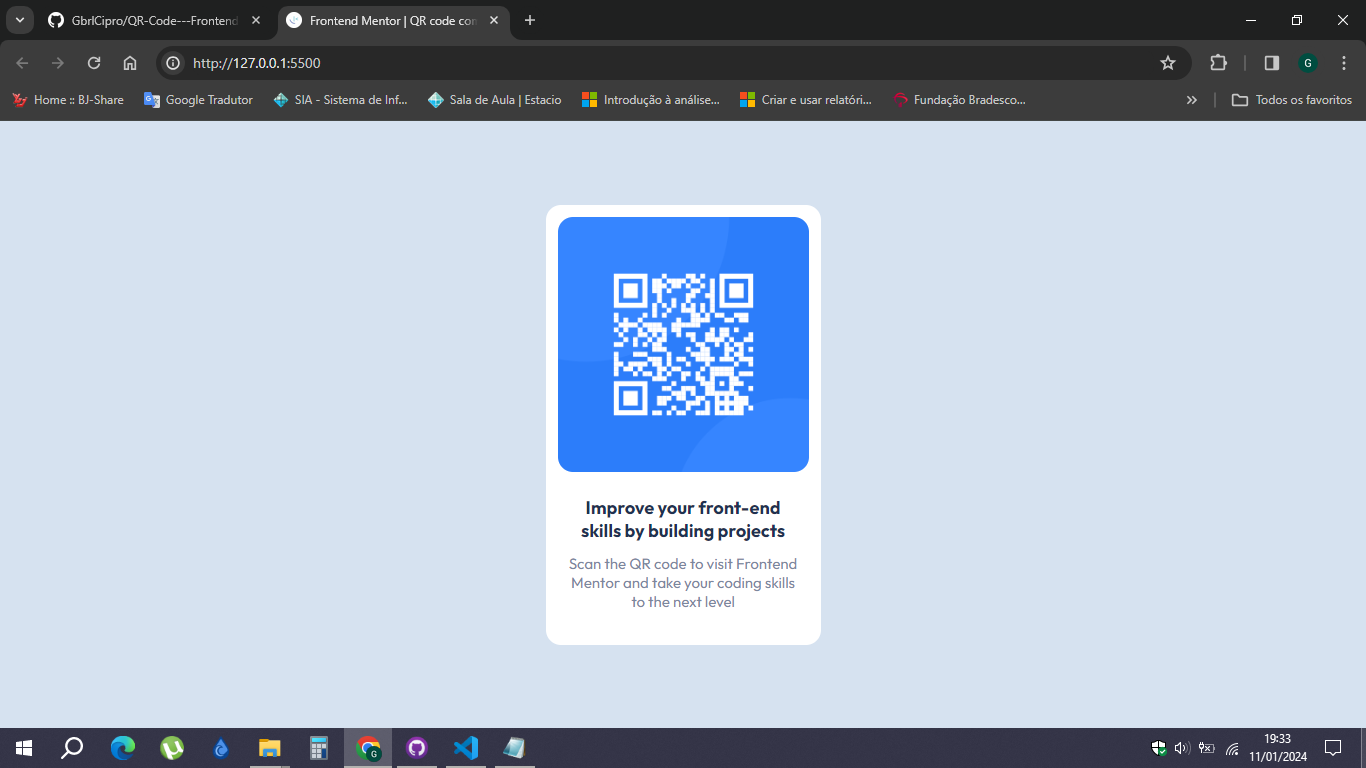 GbrlCipro/QR-Code---Frontend
Frontend Mentor | QR code con
http://127.0.0.1:5500
G
Home :: BJ-Share
Google Tradutor
SIA - Sistema de Inf...
Sala de Aula | Estacio
Introdução à análise...
Criar e usar relatóri...
Fundação Bradesco...
Todos os favoritos
Improve your front-end
skills by building projects
Scan the QR code to visit Frontend
Mentor and take your coding skills
to the next level
G
19:33
11/01/2024